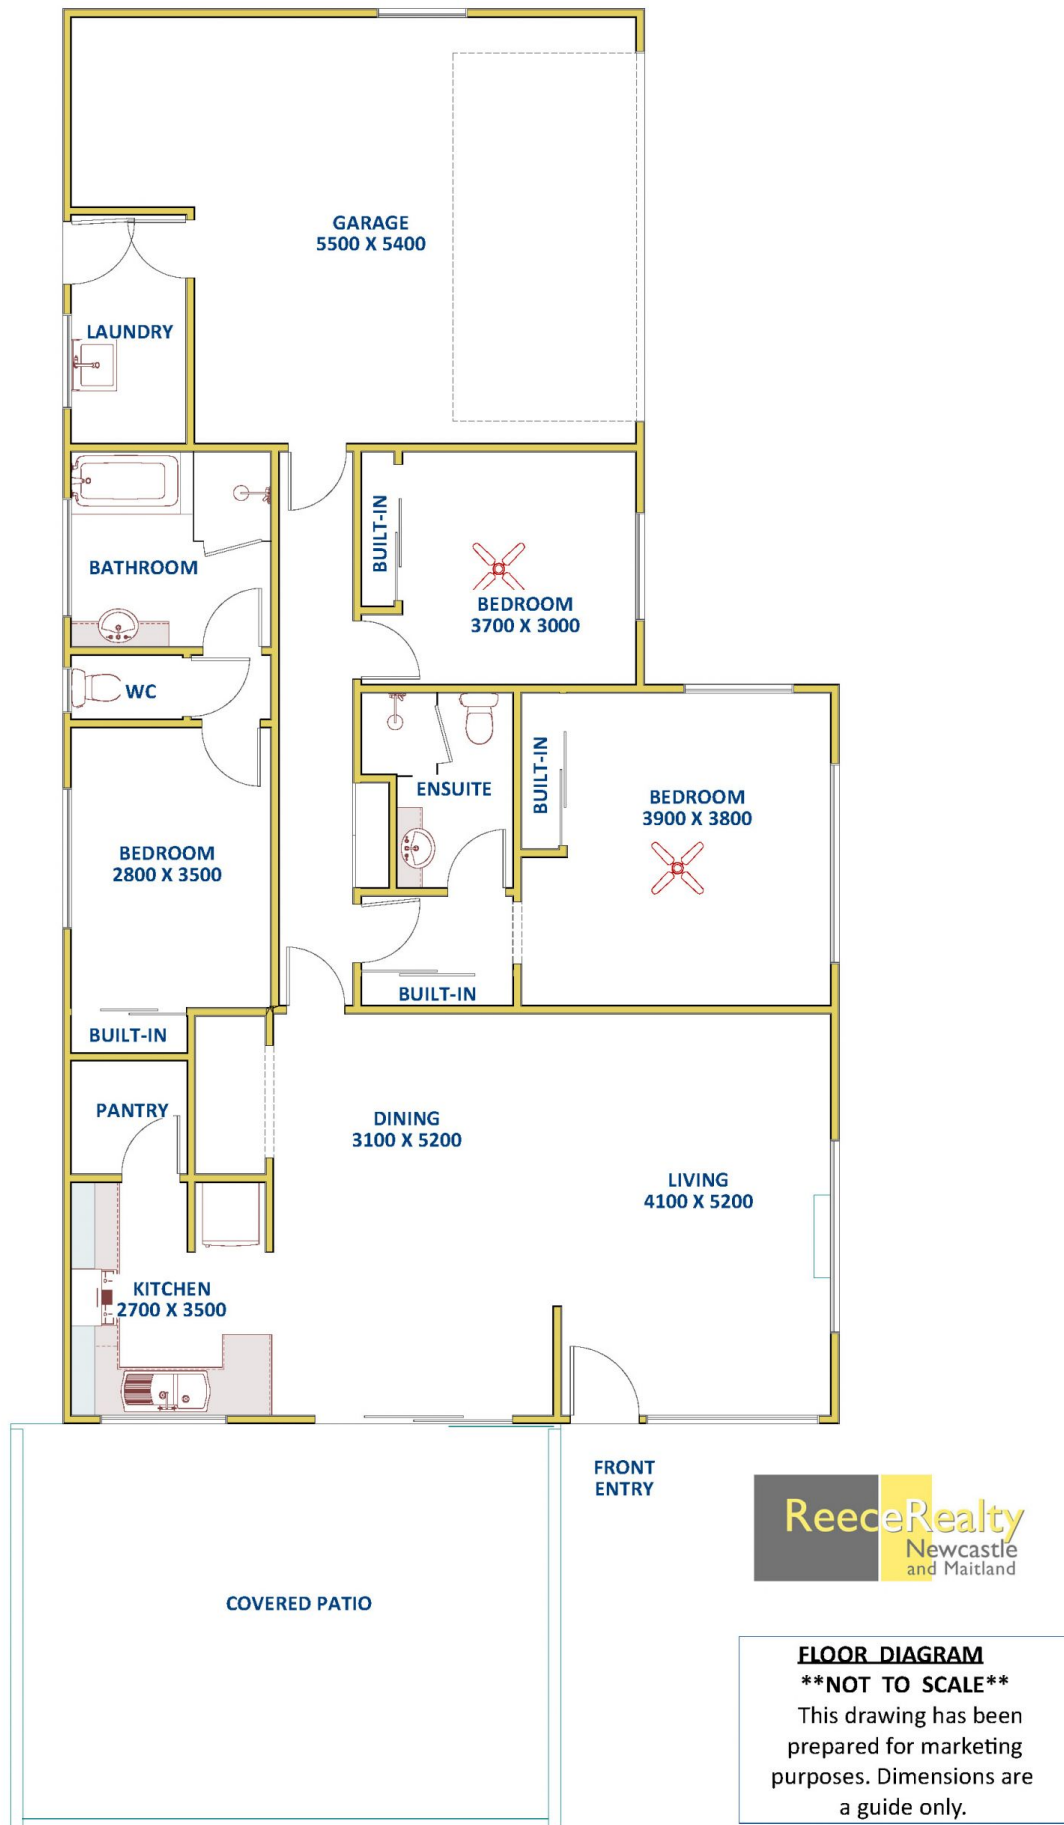 GARAGE
5500 X 5400
LAUNDRY
BUILT-IN
BATHROOM
BEDROOM
3700 X 3000
WC
ENSUITE
BUILT-IN
BEDROOM
3900 X 3800
BEDROOM
2800 X 3500
BUILT-IN
BUILT-IN
PANTRY
DINING
3100 X 5200
LIVING
4100 X 5200
KITCHEN
2700 X 3500
FRONT
ENTRY
ReeceRealty
Newcastle
and Maitland
COVERED PATIO
FLOOR DIAGRAM
**NOT TO SCALE**
This drawing has been
prepared for marketing
purposes. Dimensions are
a guide only.